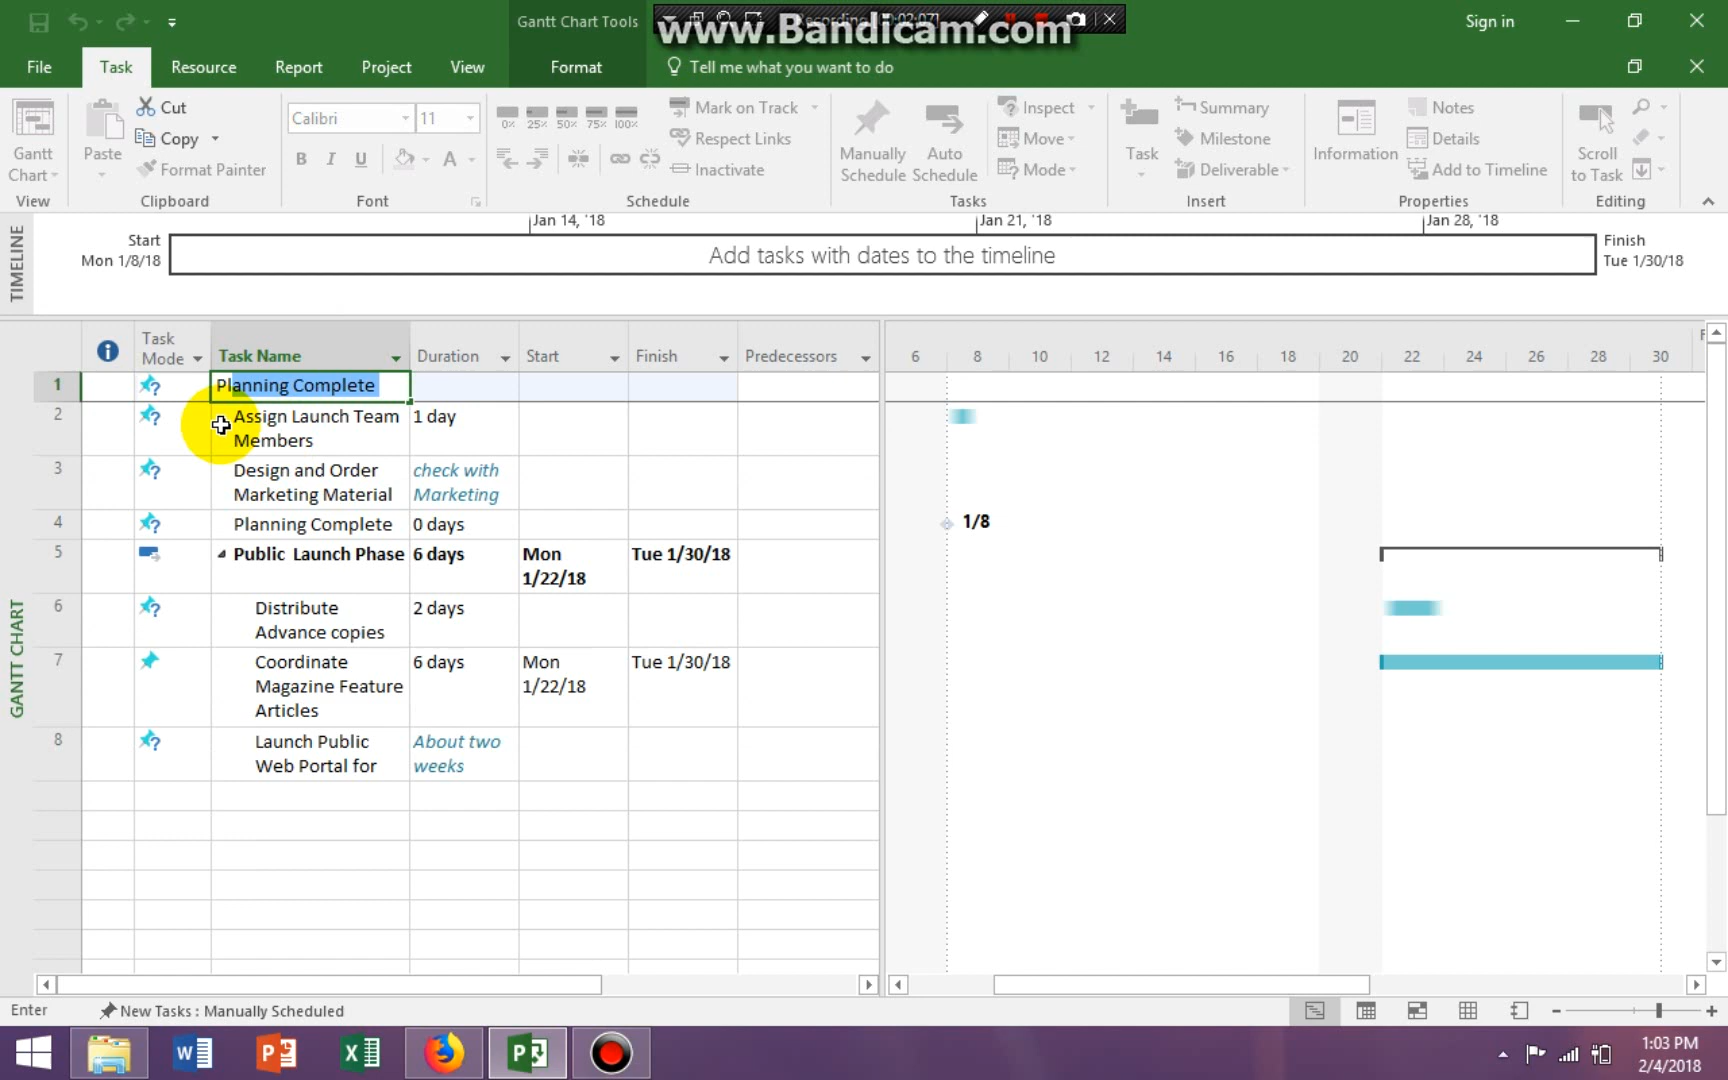 Gantt Chart Tools
www.Bandicam.com
Sign in
File
Task
Resource
Report
Project
View
Format
Tell me what you want to do
Gantt
Chart
View
Paste
Cut
Copy
Format Painter
Clipboard
Calibri
11
B I U
A
Font
0% 25% 50% 75% 100%
Mark on Track
Respect Links
Inactivate
Schedule
Manually
Schedule
Auto
Schedule
Inspect
Move
Mode
Tasks
Task
Summary
Milestone
Deliverable
Insert
Information
Notes
Details
Add to Timeline
Properties
Scroll
to Task
Editing
TIMELINE
Start
Mon 1/8/18
Jan 14, '18
Jan 21, '18
Jan 28, '18
Add tasks with dates to the timeline
Finish
Tue 1/30/18
GANTT CHART
Task
Mode
Task Name
Duration
Start
Finish
Predecessors
6 8 10 12 14 16 18 20 22 24 26 28 30
1
Planning Complete
2
Assign Launch Team
Members
1 day
3
Design and Order
Marketing Material
check with
Marketing
4
Planning Complete
0 days
1/8
5
Public Launch Phase
6 days
Mon
1/22/18
Tue 1/30/18
6
Distribute
Advance copies
2 days
7
Coordinate
Magazine Feature
Articles
6 days
Mon
1/22/18
Tue 1/30/18
8
Launch Public
Web Portal for
About two
weeks
Enter
New Tasks : Manually Scheduled
1:03 PM
2/4/2018